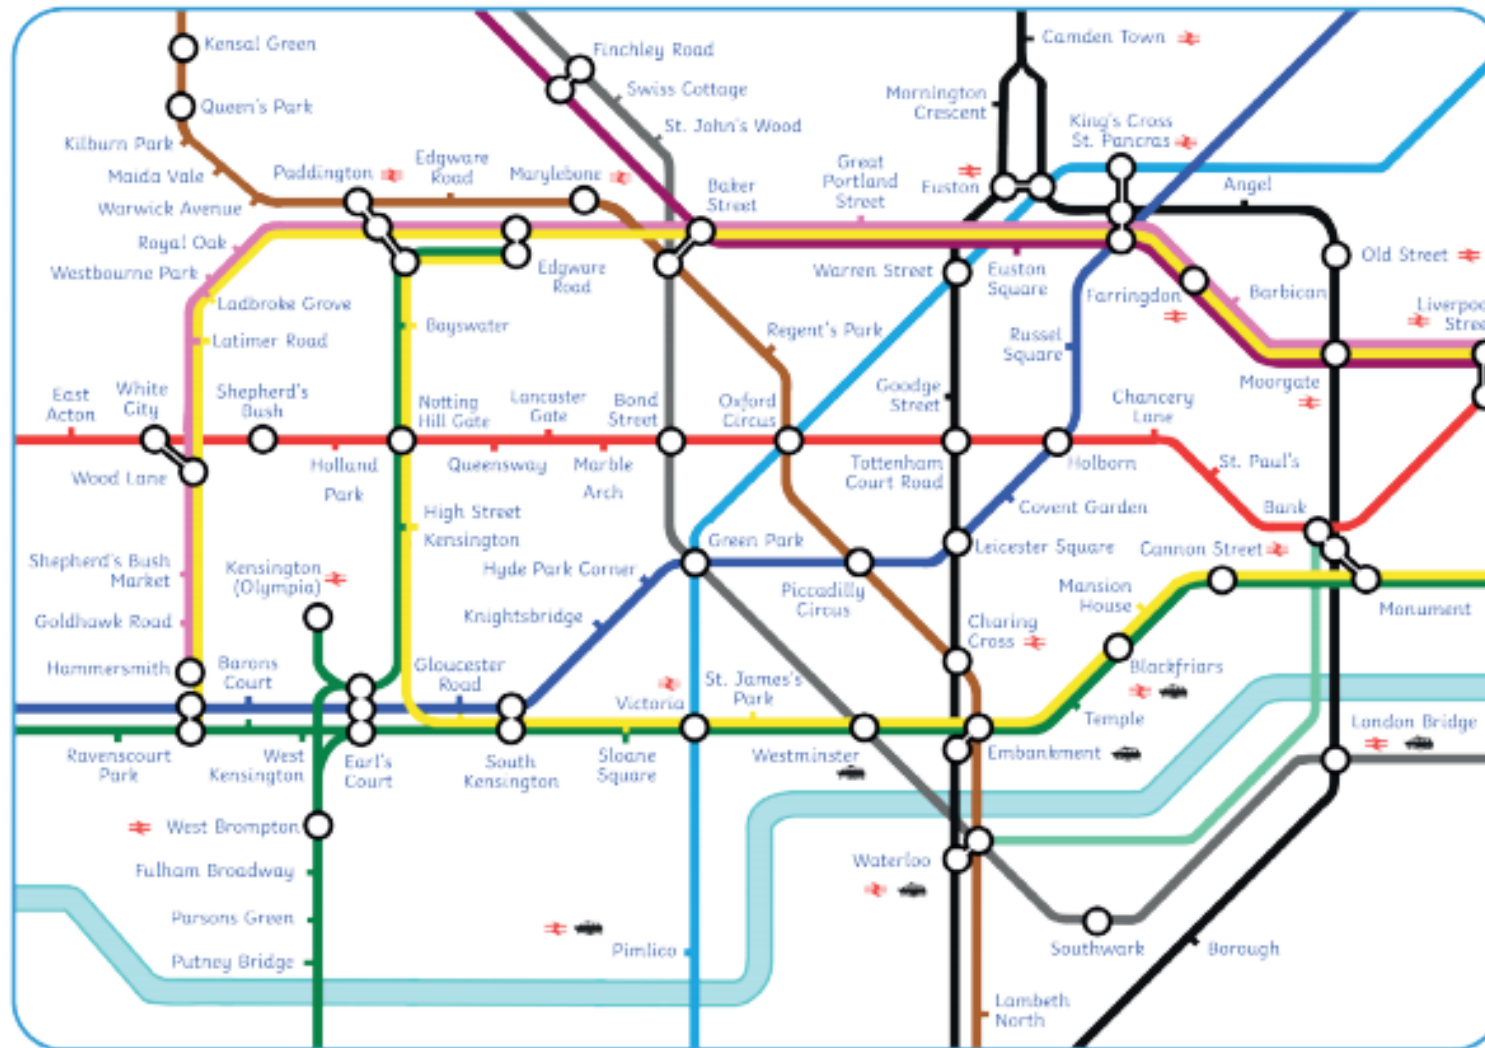 Kensal Green
Finchley Road
Camden Town
Swiss Cottage
Queen's Park
Mornington
Crescent
King's Cross
St. Pancras
St. John's Wood
Kilburn Park
Maida Vale
Paddington
Edgware
Road
Marylebone
Baker
Street
Great
Portland
Street
Euston
Angel
Warwick Avenue
Royal Oak
Westbourne Park
Edgware
Road
Warren Street
Euston
Square
Old Street
Farringdon
Barbican
Ladbroke Grove
Liverpool
Stree
Latimer Road
Bayswater
Regent's Park
Russel
Square
Moorgate
East
Acton
White
City
Shepherd's
Bush
Notting
Hill Gate
Lancaster
Gate
Bond
Street
Oxford
Circus
Goodge
Street
Chancery
Lane
Wood Lane
Holland
Park
Queensway
Marble
Arch
Tottenham
Court Road
Holborn
St. Paul's
High Street
Kensington
Covent Garden
Bank
Shepherd's Bush
Market
Kensington
(Olympia)
Hyde Park Corner
Green Park
Leicester Square
Cannon Street
Piccadilly
Circus
Mansion
House
Monument
Goldhawk Road
Knightsbridge
Charing
Cross
Hammersmith
Barons
Court
Gloucester
Road
Victoria
St. James's
Park
Blackfriars
Temple
London Bridge
Ravenscourt
Park
West
Kensington
Earl's
Court
South
Kensington
Sloane
Square
Westminster
Embankment
West Brompton
Waterloo
Fulham Broadway
Parsons Green
Pimlico
Southwark
Borough
Putney Bridge
Lambeth
North